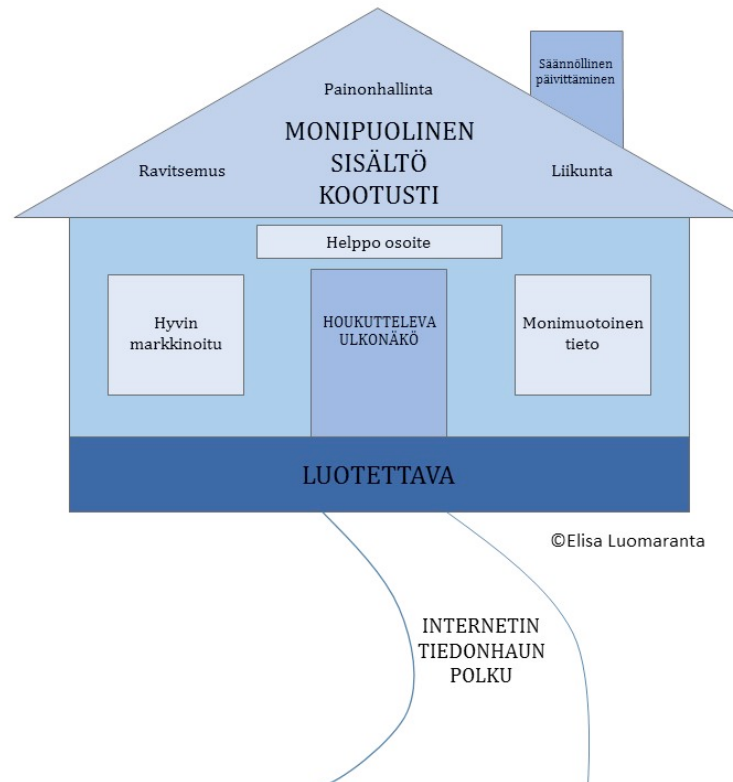 Säännöllinen
päivittäminen
Painonhallinta
MONIPUOLINEN
SISÄLTÖ
KOOTUSTI
Ravitsemus
Liikunta
Helppo osoite
Hyvin
markkinoitu
HOUKUTTELEVA
ULKONÄKÖ
Monimuotoinen
tieto
LUOTETTAVA
©Elisa Luomaranta
INTERNETIN
TIEDONHAUN
POLKU